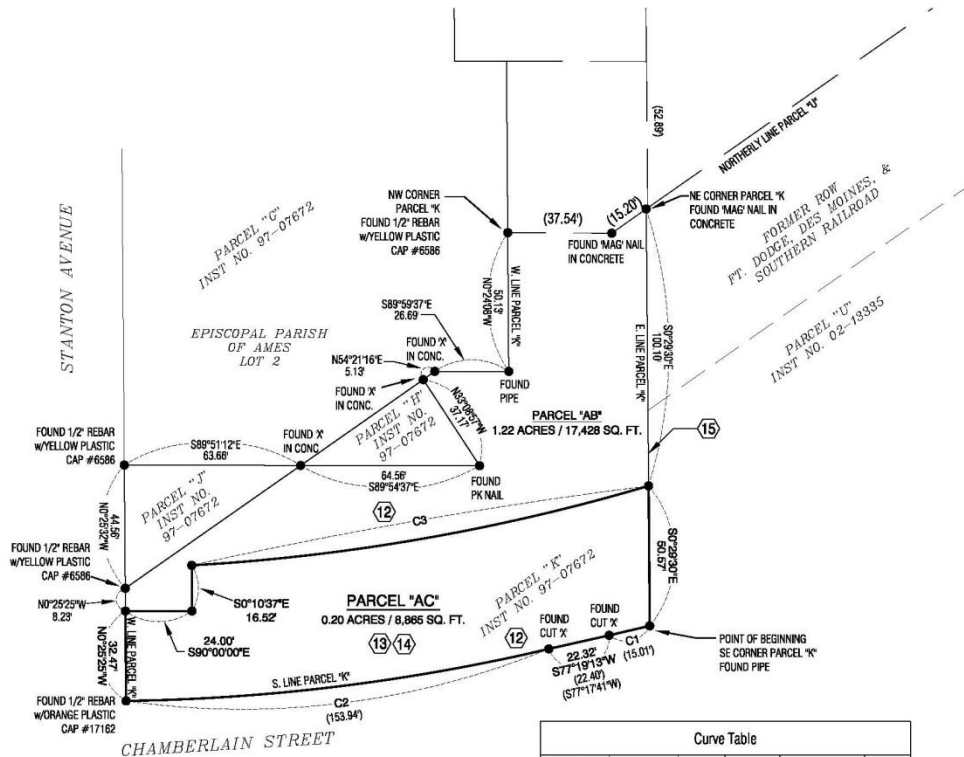 (52.89')
NORTHERLY LINE PARCEL "U"
STANTON AVENUE
PARCEL "G"
INST NO. 97-07672
NW CORNER
PARCEL "K
FOUND 1/2" REBAR
w/YELLOW PLASTIC
CAP #6586
(37.54')
(15.20')
FOUND 'MAG' NAIL
IN CONCRETE
NE CORNER PARCEL "K
FOUND 'MAG' NAIL IN
CONCRETE
FORMER ROW
FT. DODGE, DES MOINES, &
SOUTHERN RAILROAD
PARCEL "U"
INST NO. 02-13335
W. LINE PARCEL "K"
50.13'
N0°24'08"W
S89°59'37"E
26.69'
EPISCOPAL PARISH
OF AMES
LOT 2
FOUND 'X'
IN CONC.
N54°21'16"E
5.13'
FOUND 'X'
IN CONC.
FOUND
PIPE
E. LINE PARCEL "K"
S0°29'30"E
100.10'
PARCEL "H"
INST NO.
97-07672
N33°08'57"W
37.17'
PARCEL "AB"
1.22 ACRES / 17,428 SQ. FT.
15
FOUND 1/2" REBAR
w/YELLOW PLASTIC
CAP #6586
S89°51'12"E
63.66'
FOUND 'X'
IN CONC
64.56'
S89°54'37"E
FOUND
PK NAIL
PARCEL "J"
INST NO.
97-07672
44.56'
12
C3
FOUND 1/2" REBAR
w/YELLOW PLASTIC
CAP #6586
N0°25'25"W
8.23'
S0°10'37"E
16.52'
24.00'
S90°00'00"E
W. LINE PARCEL "K"
32.47'
N0°25'25"W
PARCEL "AC"
0.20 ACRES / 8,865 SQ. FT.
13
14
PARCEL "K"
INST NO. 97-07672
12
50.57'
FOUND
CUT 'X'
FOUND
CUT 'X'
C1
(15.01')
22.32'
S77°19'13"W
(22.40')
(S77°17'41"W)
POINT OF BEGINNING
SE CORNER PARCEL "K"
FOUND PIPE
S. LINE PARCEL "K"
C2
(153.94')
FOUND 1/2" REBAR
w/ORANGE PLASTIC
CAP #17162
CHAMBERLAIN STREET
Curve Table